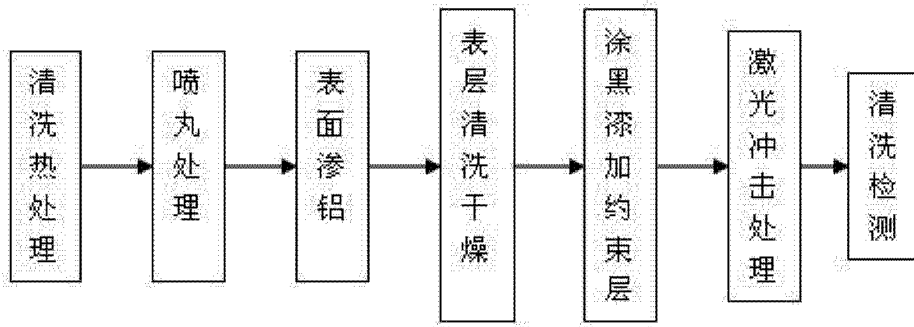 清洗热处理
喷丸处理
表面渗铝
表层清洗干燥
涂黑漆加约束层
激光冲击处理
清洗检测